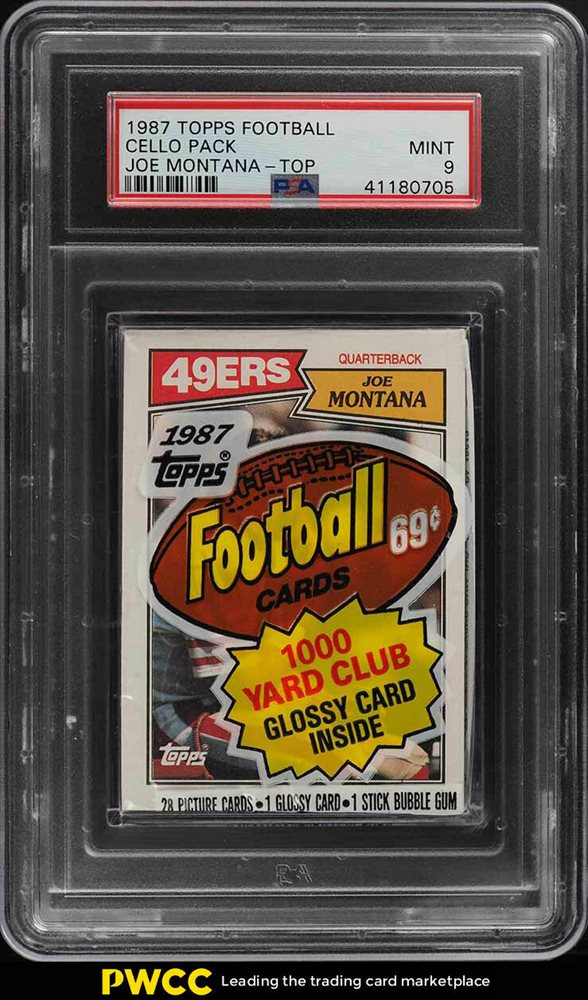 1987 TOPPS FOOTBALL
CELLO PACK MINT
JOE MONTANA – TOP 9
PSA 41180705
49ERS
QUARTERBACK
JOE
MONTANA
1987
Topps®
Football 69¢
CARDS
1000
YARD CLUB
GLOSSY CARD
INSIDE
Topps
28 PICTURE CARDS•1 GLOSSY CARD•1 STICK BUBBLE GUM
PSA
PWCC Leading the trading card marketplace